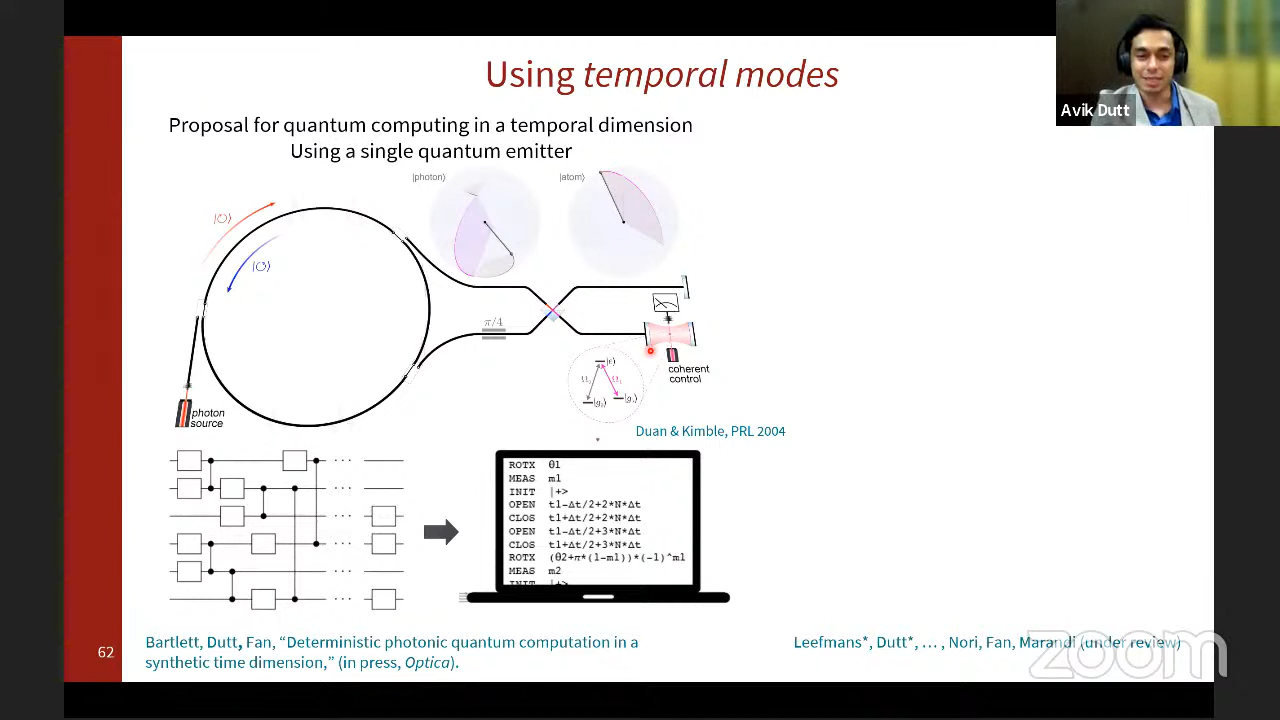 Using temporal modes
Avik Dutt
Proposal for quantum computing in a temporal dimension
Using a single quantum emitter
|photon⟩
|atom⟩
|↻⟩
|↺⟩
π/4
|e⟩
Ω₀
Ω₁
|g₀⟩
|g₁⟩
coherent
control
photon
source
Duan & Kimble, PRL 2004
ROTX θ1
MEAS m1
INIT |+>
OPEN t1-Δt/2+2*N*Δt
CLOS t1+Δt/2+2*N*Δt
OPEN t1-Δt/2+3*N*Δt
CLOS t1+Δt/2+3*N*Δt
ROTX (θ2+π*(1-m1))*(-1)^m1
MEAS m2
INIT |+>
62
Bartlett, Dutt, Fan, “Deterministic photonic quantum computation in a
synthetic time dimension,” (in press, Optica).
Leefmans*, Dutt*, … , Nori, Fan, Marandi (under review)
zoom